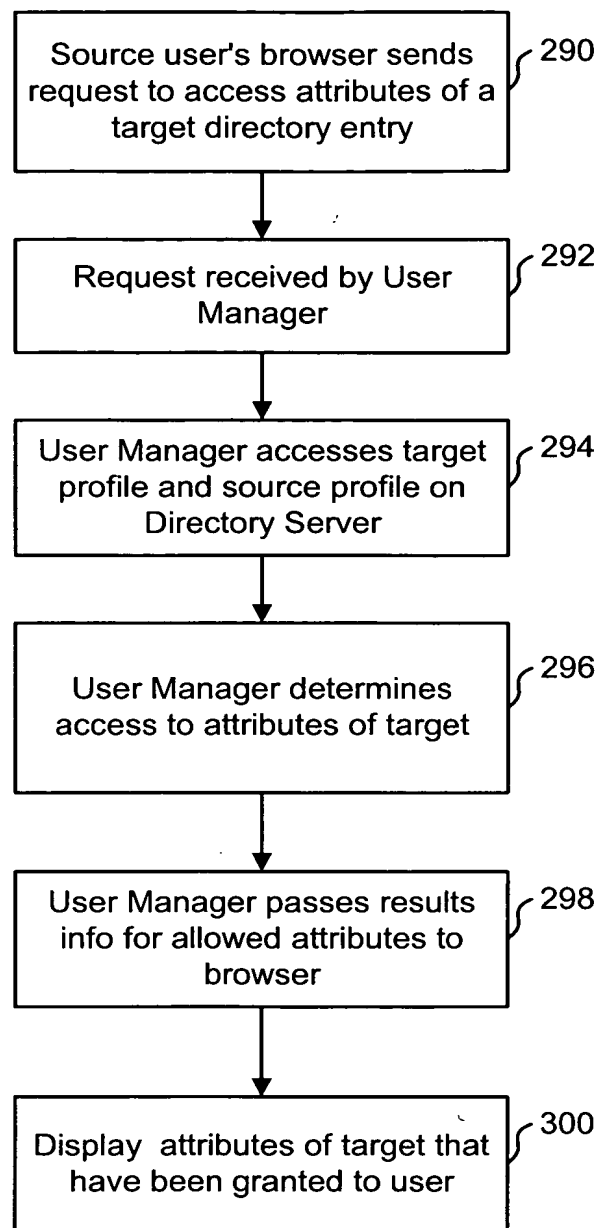 Source user's browser sends
request to access attributes of a
target directory entry
290
Request received by User
Manager
292
User Manager accesses target
profile and source profile on
Directory Server
294
User Manager determines
access to attributes of target
296
User Manager passes results
info for allowed attributes to
browser
298
Display attributes of target that
have been granted to user
300